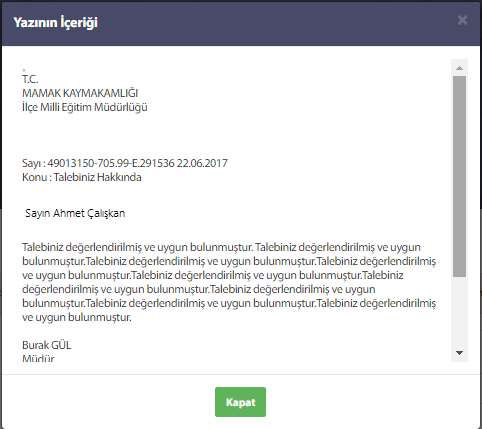 Yazının İçeriği
×
,
T.C.
MAMAK KAYMAKAMLIĞI
İlçe Milli Eğitim Müdürlüğü
Sayı : 49013150-705.99-E.291536 22.06.2017
Konu : Talebiniz Hakkında
Sayın Ahmet Çalışkan
Talebiniz değerlendirilmiş ve uygun bulunmuştur. Talebiniz değerlendirilmiş ve uygun
bulunmuştur.Talebiniz değerlendirilmiş ve uygun bulunmuştur.Talebiniz değerlendirilmiş
ve uygun bulunmuştur.Talebiniz değerlendirilmiş ve uygun bulunmuştur.Talebiniz
değerlendirilmiş ve uygun bulunmuştur.Talebiniz değerlendirilmiş ve uygun
bulunmuştur.Talebiniz değerlendirilmiş ve uygun bulunmuştur.Talebiniz değerlendirilmiş
ve uygun bulunmuştur.
Burak GÜL
Müdür
Kapat